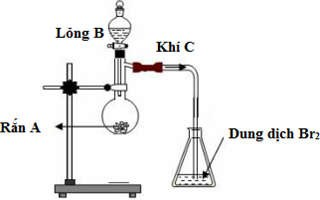 Lỏng B
Khí C
Rắn A
Dung dịch Br₂